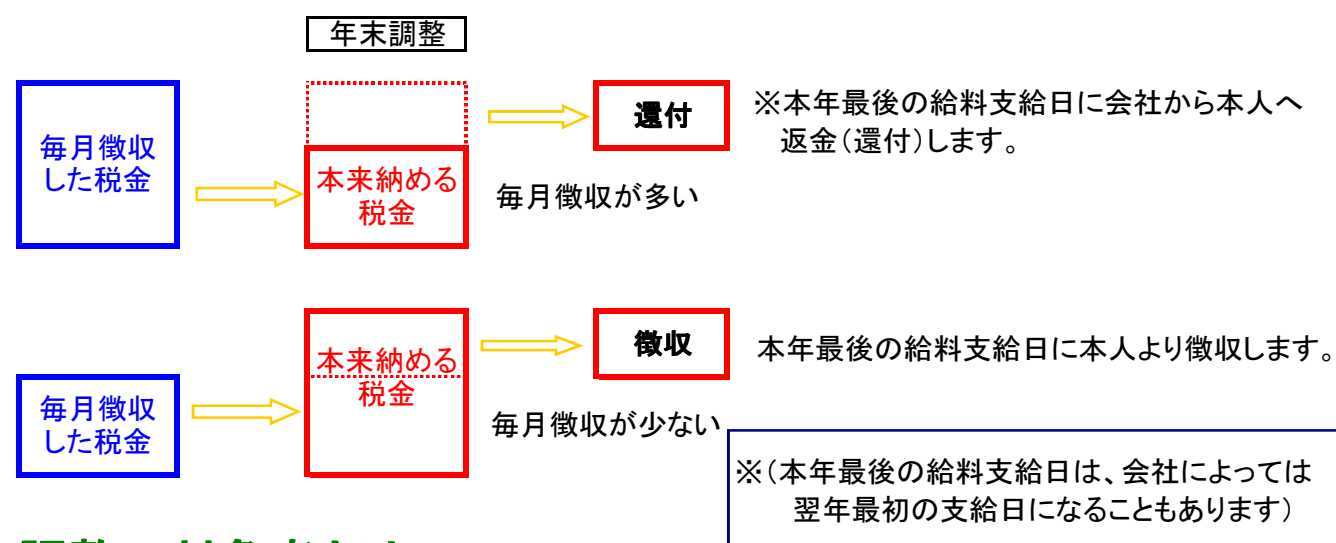 年末調整
毎月徴収
した税金
本来納める
税金
還付
毎月徴収が多い
※本年最後の給料支給日に会社から本人へ
返金(還付)します。
毎月徴収
した税金
本来納める
税金
徴収
毎月徴収が少ない
本年最後の給料支給日に本人より徴収します。
※(本年最後の給料支給日は、会社によっては
翌年最初の支給日になることもあります)